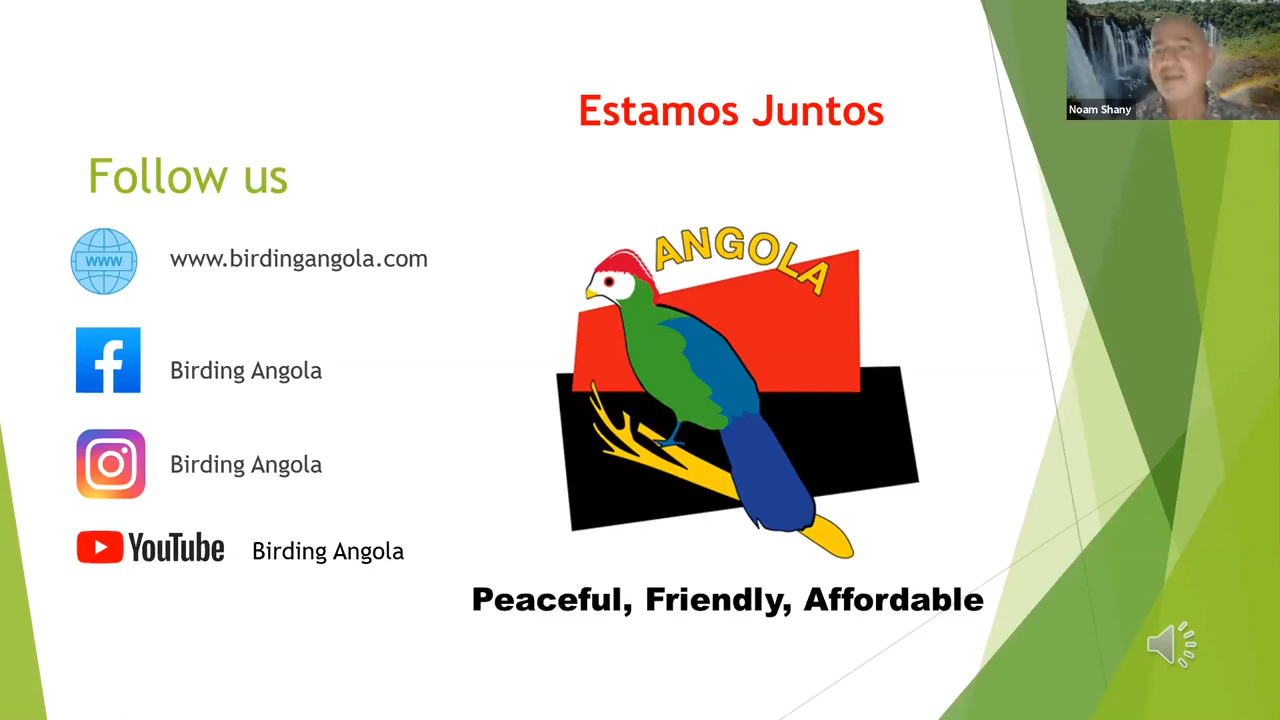 Estamos Juntos
Noam Shany
Follow us
www
www.birdingangola.com
Birding Angola
Birding Angola
YouTube Birding Angola
ANGOLA
Peaceful, Friendly, Affordable